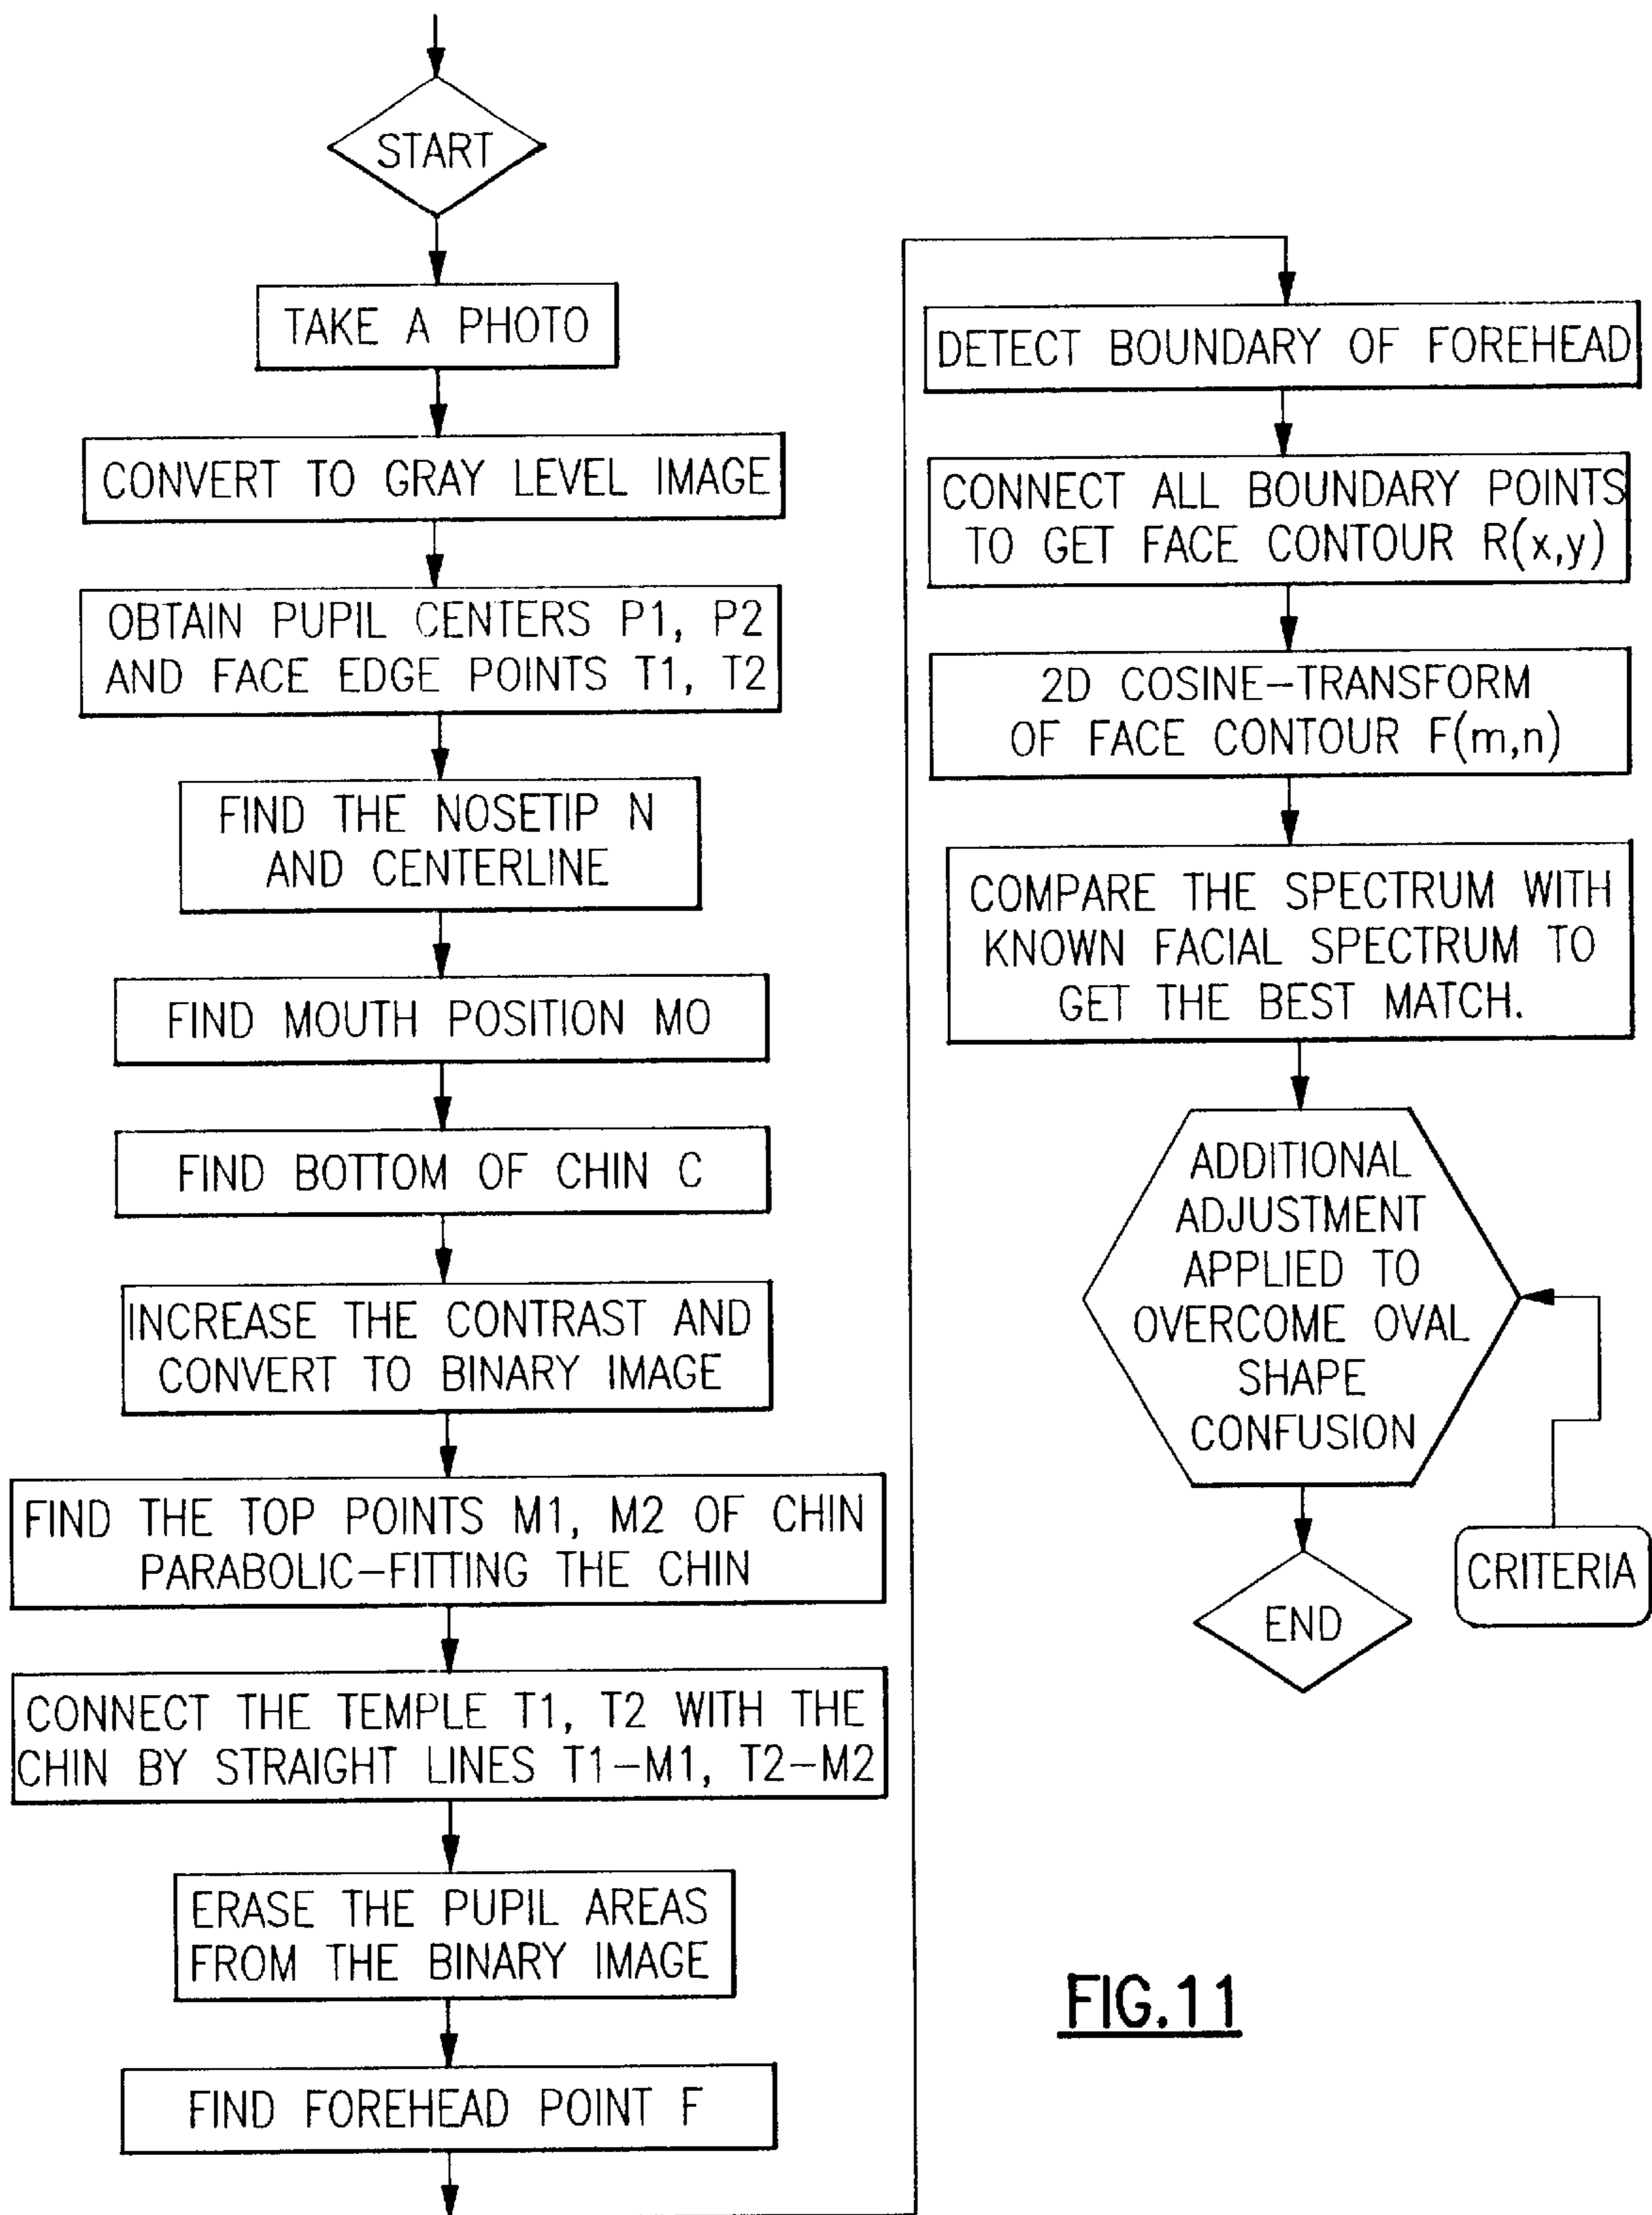 START
TAKE A PHOTO
CONVERT TO GRAY LEVEL IMAGE
OBTAIN PUPIL CENTERS P1, P2
AND FACE EDGE POINTS T1, T2
FIND THE NOSETIP N
AND CENTERLINE
FIND MOUTH POSITION MO
FIND BOTTOM OF CHIN C
INCREASE THE CONTRAST AND
CONVERT TO BINARY IMAGE
FIND THE TOP POINTS M1, M2 OF CHIN
PARABOLIC-FITTING THE CHIN
CONNECT THE TEMPLE T1, T2 WITH THE
CHIN BY STRAIGHT LINES T1-M1, T2-M2
ERASE THE PUPIL AREAS
FROM THE BINARY IMAGE
FIND FOREHEAD POINT F
DETECT BOUNDARY OF FOREHEAD
CONNECT ALL BOUNDARY POINTS
TO GET FACE CONTOUR R(x,y)
2D COSINE-TRANSFORM
OF FACE CONTOUR F(m,n)
COMPARE THE SPECTRUM WITH
KNOWN FACIAL SPECTRUM TO
GET THE BEST MATCH.
ADDITIONAL
ADJUSTMENT
APPLIED TO
OVERCOME OVAL
SHAPE
CONFUSION
CRITERIA
END
FIG.11